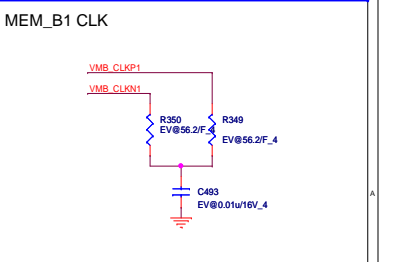 MEM_B1 CLK
VMB_CLKP1
VMB_CLKN1
R350
EV@56.2/F_4
R349
EV@56.2/F_4
C493
EV@0.01u/16V_4
A